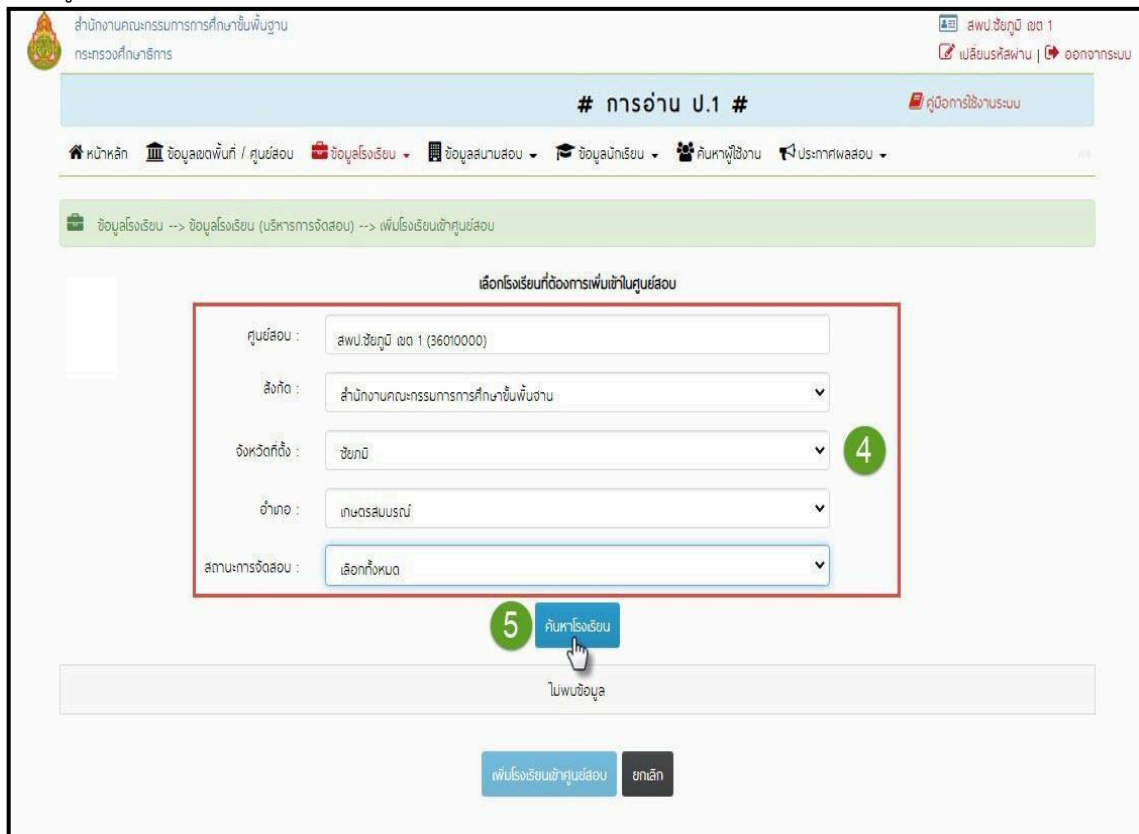 สำนักงานคณะกรรมการการศึกษาขั้นพื้นฐาน
กระทรวงศึกษาธิการ
สพป.ชัยภูมิ เขต 1
เปลี่ยนรหัสผ่าน | ออกจากระบบ
# การอ่าน ป.1 #
คู่มือการใช้งานระบบ
หน้าหลัก ข้อมูลเขตพื้นที่ / ศูนย์สอบ ข้อมูลโรงเรียน ข้อมูลสนามสอบ ข้อมูลนักเรียน ค้นหาผู้ใช้งาน ประกาศผลสอบ
ข้อมูลโรงเรียน --> ข้อมูลโรงเรียน (บริหารการจัดสอบ) --> เพิ่มโรงเรียนเข้าศูนย์สอบ
เลือกโรงเรียนที่ต้องการเพิ่มเข้าในศูนย์สอบ
ศูนย์สอบ : สพป.ชัยภูมิ เขต 1 (36010000)
สังกัด : สำนักงานคณะกรรมการการศึกษาขั้นพื้นฐาน
จังหวัดที่ตั้ง : ชัยภูมิ
4
อำเภอ : เกษตรสมบูรณ์
สถานะการจัดสอบ : เลือกทั้งหมด
5 ค้นหาโรงเรียน
ไม่พบข้อมูล
เพิ่มโรงเรียนเข้าศูนย์สอบ ยกเลิก